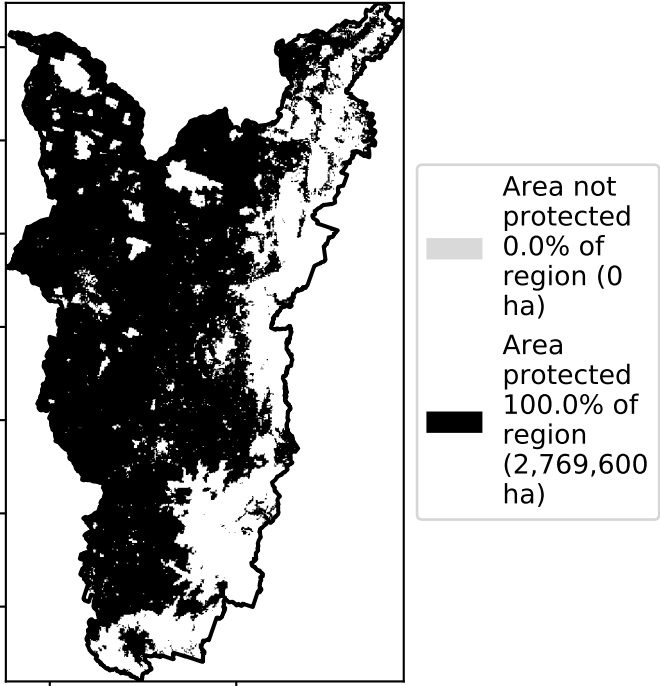 Area not
protected
0.0% of
region (0
ha)
Area
protected
100.0% of
region
(2,769,600
ha)